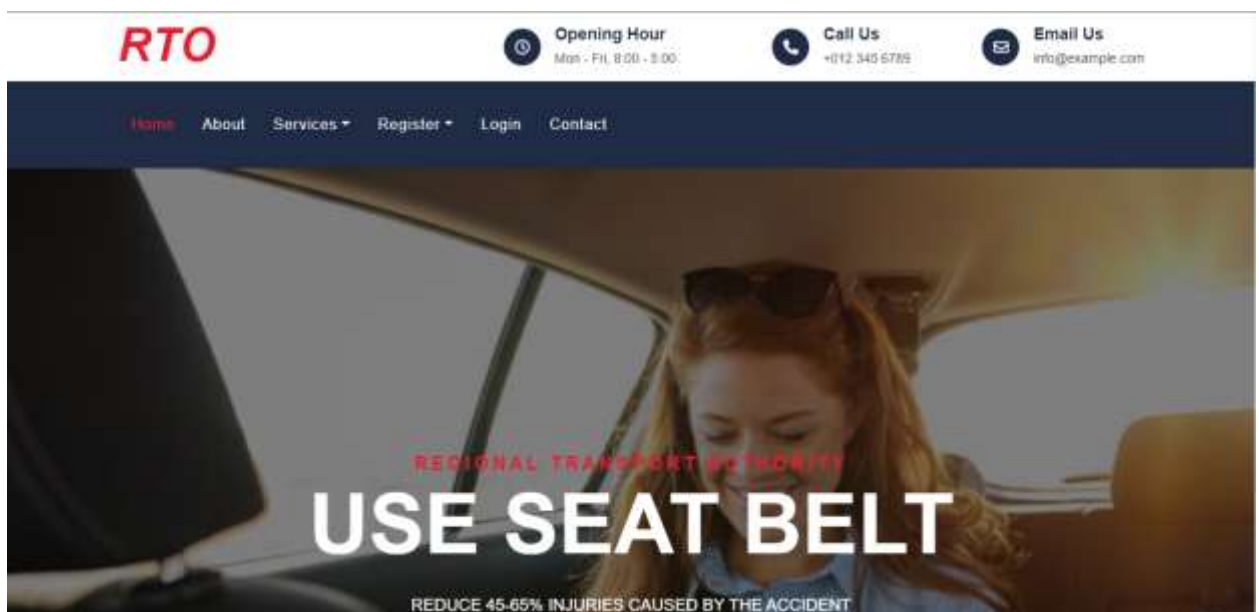 RTO
Opening Hour
Mon - Fri, 8:00 - 5:00
Call Us
+012 345 6789
Email Us
info@example.com
Home About Services Register Login Contact
REGIONAL TRANSPORT AUTHORITY
USE SEAT BELT
REDUCE 45-65% INJURIES CAUSED BY THE ACCIDENT